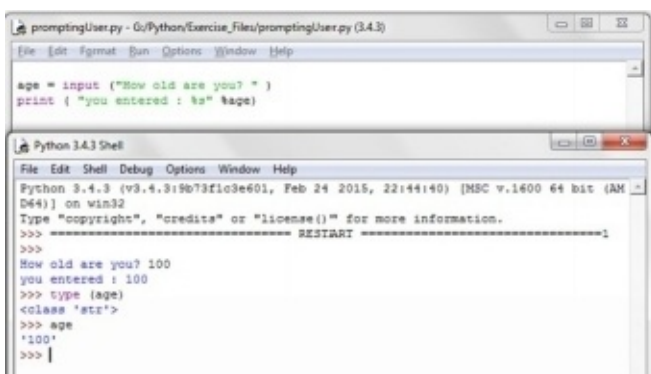 promptingUser.py - G:/Python/Exercise_Files/promptingUser.py (3.4.3)
File Edit Format Run Options Window Help
age = input ("How old are you? " )
print ( "you entered : %s" %age)
Python 3.4.3 Shell
File Edit Shell Debug Options Window Help
Python 3.4.3 (v3.4.3:9b73f1c3e601, Feb 24 2015, 22:44:40) [MSC v.1600 64 bit (AM
D64)] on win32
Type "copyright", "credits" or "license()" for more information.
>>> ================================ RESTART ================================1
>>>
How old are you? 100
you entered : 100
>>> type (age)
<class 'str'>
>>> age
'100'
>>>